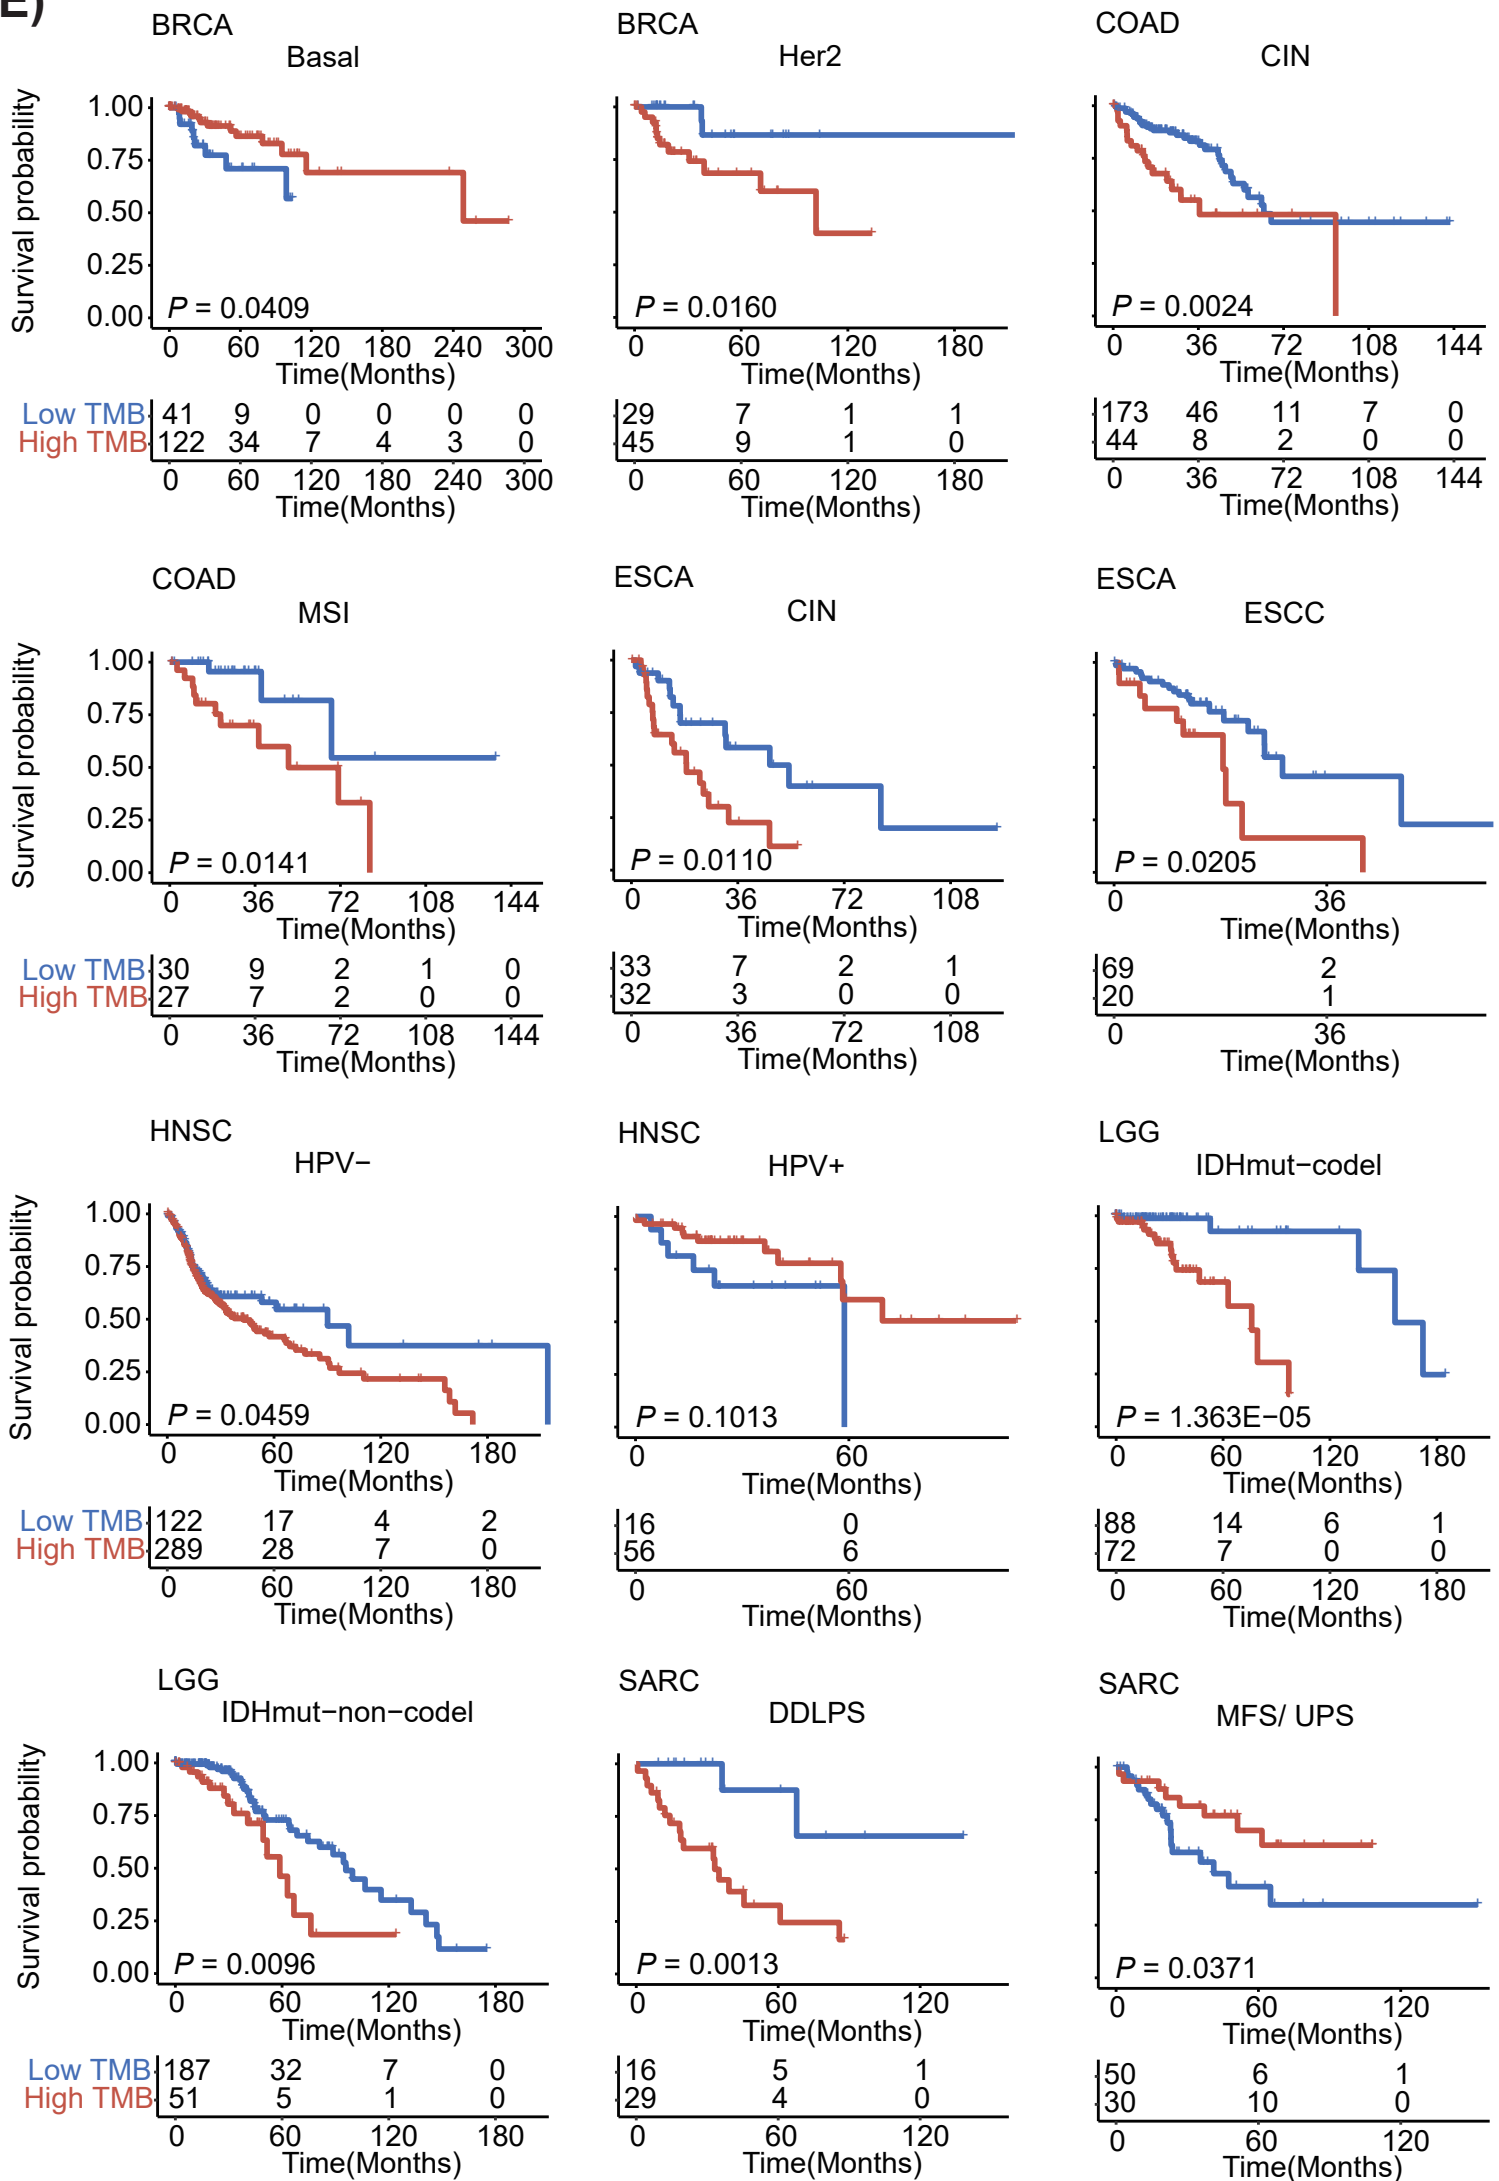 E)
BRCA
Basal
Survival probability
1.00
0.75
0.50
0.25
0.00
P = 0.0409
0 60 120 180 240 300
Time(Months)
Low TMB 41 9 0 0 0 0
High TMB 122 34 7 4 3 0
0 60 120 180 240 300
Time(Months)
BRCA
Her2
P = 0.0160
0 60 120 180
Time(Months)
29 7 1 1
45 9 1 0
0 60 120 180
Time(Months)
COAD
CIN
P = 0.0024
0 36 72 108 144
Time(Months)
173 46 11 7 0
44 8 2 0 0
0 36 72 108 144
Time(Months)
COAD
MSI
Survival probability
1.00
0.75
0.50
0.25
0.00
P = 0.0141
0 36 72 108 144
Time(Months)
Low TMB 30 9 2 1 0
High TMB 27 7 2 0 0
0 36 72 108 144
Time(Months)
ESCA
CIN
P = 0.0110
0 36 72 108
Time(Months)
33 7 2 1
32 3 0 0
0 36 72 108
Time(Months)
ESCA
ESCC
P = 0.0205
0 36
Time(Months)
69 2
20 1
0 36
Time(Months)
HNSC
HPV−
Survival probability
1.00
0.75
0.50
0.25
0.00
P = 0.0459
0 60 120 180
Time(Months)
Low TMB 122 17 4 2
High TMB 289 28 7 0
0 60 120 180
Time(Months)
HNSC
HPV+
P = 0.1013
0 60
Time(Months)
16 0
56 6
0 60
Time(Months)
LGG
IDHmut−codel
P = 1.363E−05
0 60 120 180
Time(Months)
88 14 6 1
72 7 0 0
0 60 120 180
Time(Months)
LGG
IDHmut−non−codel
Survival probability
1.00
0.75
0.50
0.25
0.00
P = 0.0096
0 60 120 180
Time(Months)
Low TMB 187 32 7 0
High TMB 51 5 1 0
0 60 120 180
Time(Months)
SARC
DDLPS
P = 0.0013
0 60 120
Time(Months)
16 5 1
29 4 0
0 60 120
Time(Months)
SARC
MFS/ UPS
P = 0.0371
0 60 120
Time(Months)
50 6 1
30 10 0
0 60 120
Time(Months)